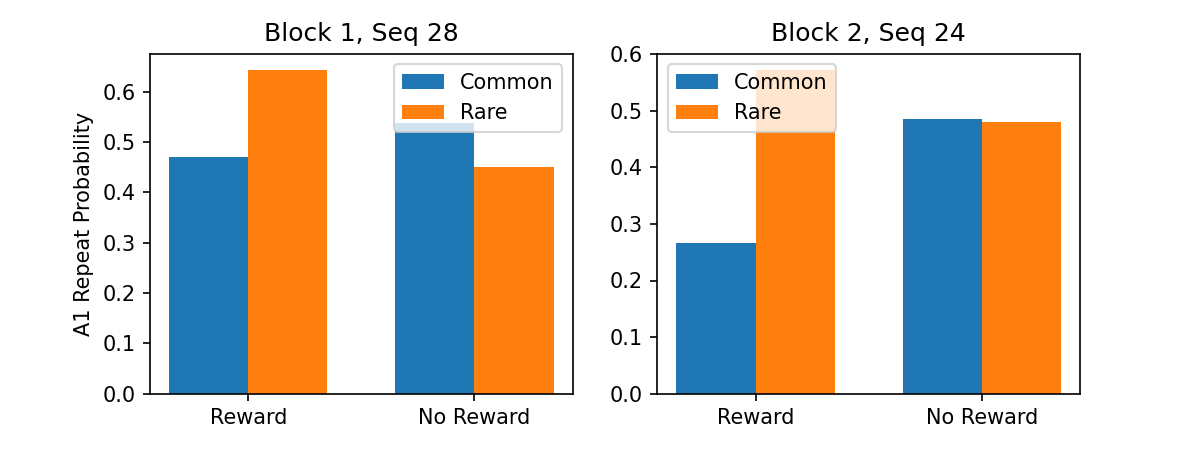 Block 1, Seq 28
A1 Repeat Probability
0.6
0.5
0.4
0.3
0.2
0.1
0.0
Common
Rare
Reward
No Reward
Block 2, Seq 24
0.6
0.5
0.4
0.3
0.2
0.1
0.0
Common
Rare
Reward
No Reward